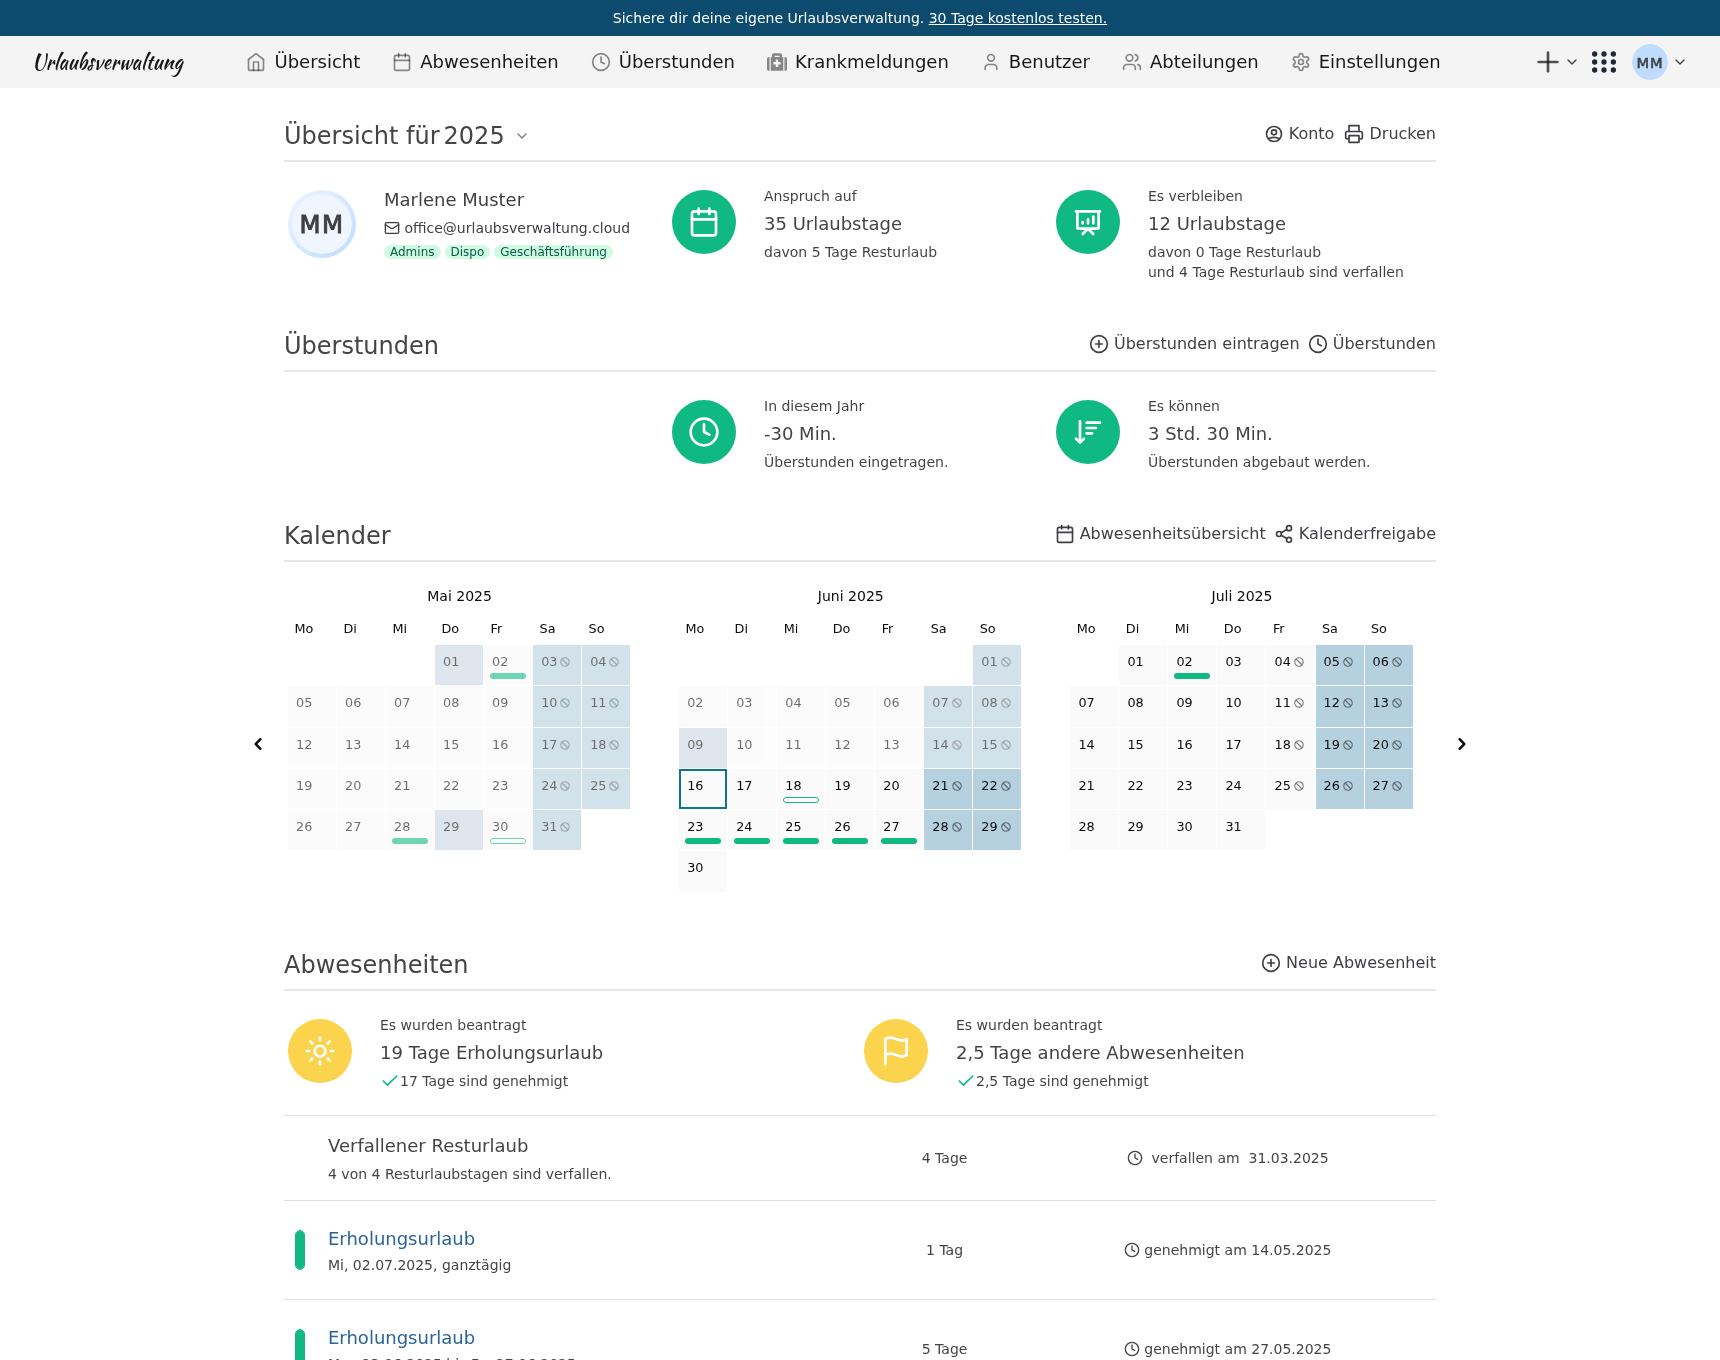 Sichere dir deine eigene Urlaubsverwaltung. 30 Tage kostenlos testen.
Urlaubsverwaltung Übersicht Abwesenheiten Überstunden Krankmeldungen Benutzer Abteilungen Einstellungen MM
Übersicht für 2025 Konto Drucken
MM
Marlene Muster
office@urlaubsverwaltung.cloud
Admins Dispo Geschäftsführung
Anspruch auf
35 Urlaubstage
davon 5 Tage Resturlaub
Es verbleiben
12 Urlaubstage
davon 0 Tage Resturlaub
und 4 Tage Resturlaub sind verfallen
Überstunden Überstunden eintragen Überstunden
In diesem Jahr
-30 Min.
Überstunden eingetragen.
Es können
3 Std. 30 Min.
Überstunden abgebaut werden.
Kalender Abwesenheitsübersicht Kalenderfreigabe
Mai 2025
Mo Di Mi Do Fr Sa So
01 02 03 04
05 06 07 08 09 10 11
12 13 14 15 16 17 18
19 20 21 22 23 24 25
26 27 28 29 30 31
Juni 2025
Mo Di Mi Do Fr Sa So
01
02 03 04 05 06 07 08
09 10 11 12 13 14 15
16 17 18 19 20 21 22
23 24 25 26 27 28 29
30
Juli 2025
Mo Di Mi Do Fr Sa So
01 02 03 04 05 06
07 08 09 10 11 12 13
14 15 16 17 18 19 20
21 22 23 24 25 26 27
28 29 30 31
Abwesenheiten Neue Abwesenheit
Es wurden beantragt
19 Tage Erholungsurlaub
17 Tage sind genehmigt
Es wurden beantragt
2,5 Tage andere Abwesenheiten
2,5 Tage sind genehmigt
Verfallener Resturlaub
4 von 4 Resturlaubstagen sind verfallen.
4 Tage
verfallen am 31.03.2025
Erholungsurlaub
Mi, 02.07.2025, ganztägig
1 Tag
genehmigt am 14.05.2025
Erholungsurlaub
5 Tage
genehmigt am 27.05.2025